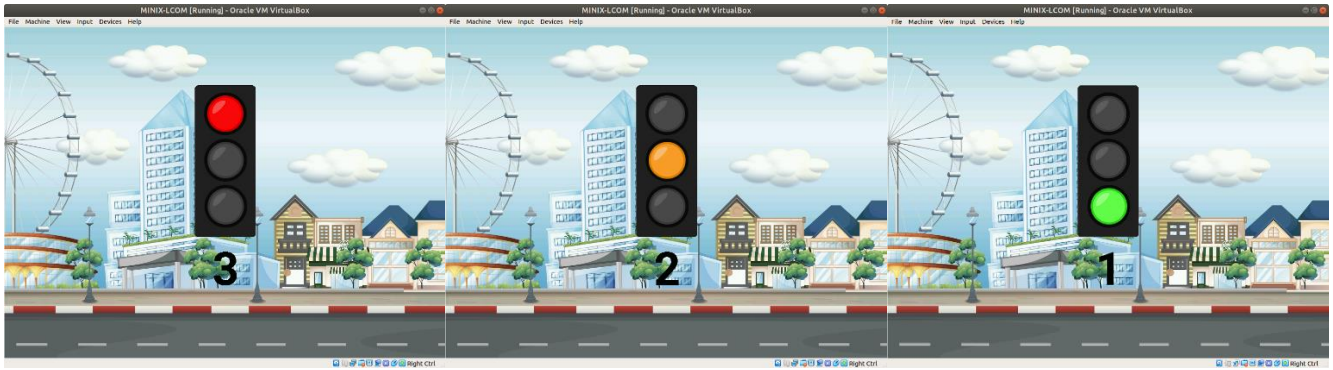 MINIX-LCOM [Running] - Oracle VM VirtualBox
File Machine View Input Devices Help
3
Right Ctrl
MINIX-LCOM [Running] - Oracle VM VirtualBox
File Machine View Input Devices Help
2
Right Ctrl
MINIX-LCOM [Running] - Oracle VM VirtualBox
File Machine View Input Devices Help
1
Right Ctrl